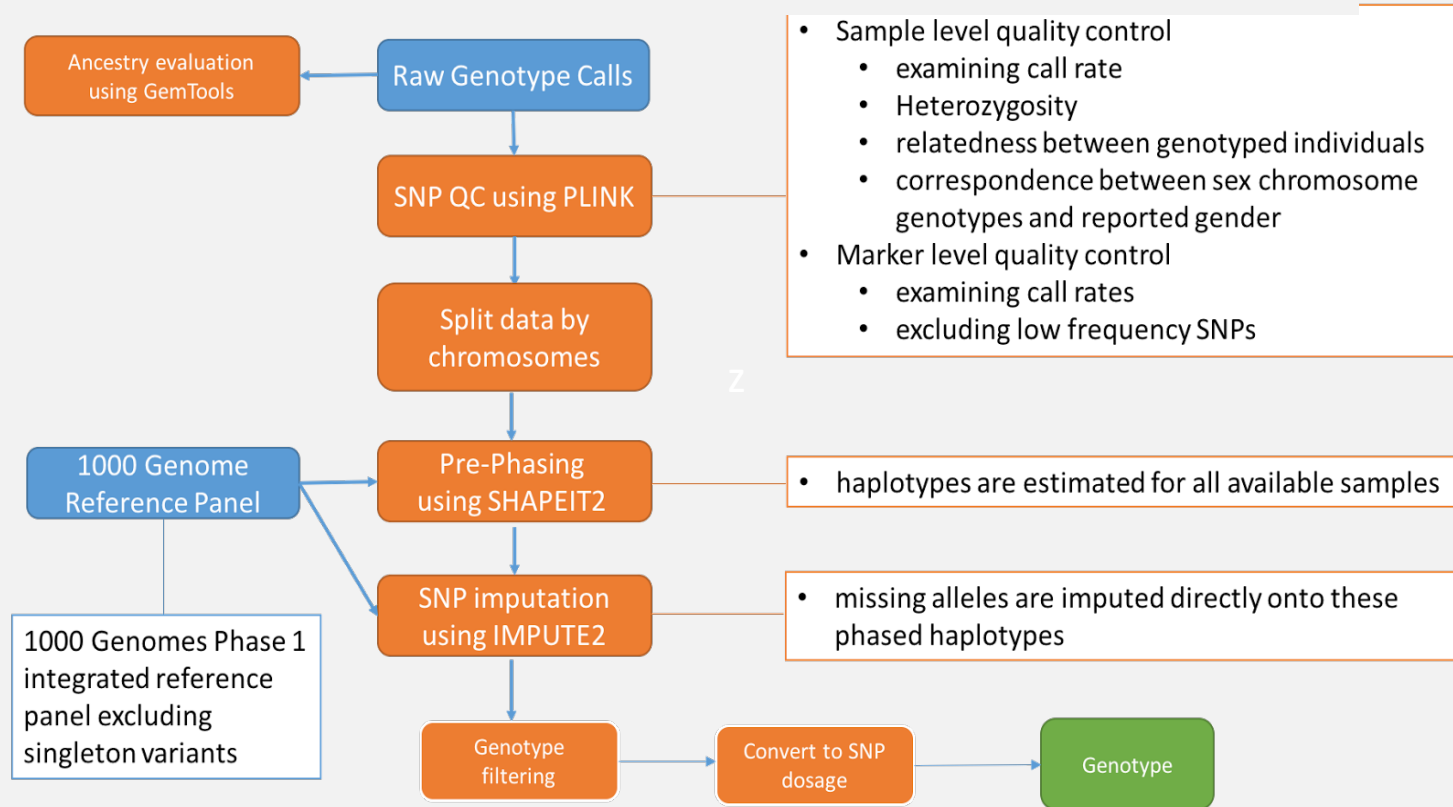 Ancestry evaluation
using GemTools
Raw Genotype Calls
• Sample level quality control
• examining call rate
• Heterozygosity
• relatedness between genotyped individuals
• correspondence between sex chromosome
genotypes and reported gender
• Marker level quality control
• examining call rates
• excluding low frequency SNPs
SNP QC using PLINK
Split data by
chromosomes
z
1000 Genome
Reference Panel
Pre-Phasing
using SHAPEIT2
• haplotypes are estimated for all available samples
SNP imputation
using IMPUTE2
• missing alleles are imputed directly onto these
phased haplotypes
1000 Genomes Phase 1
integrated reference
panel excluding
singleton variants
Genotype
filtering
Convert to SNP
dosage
Genotype